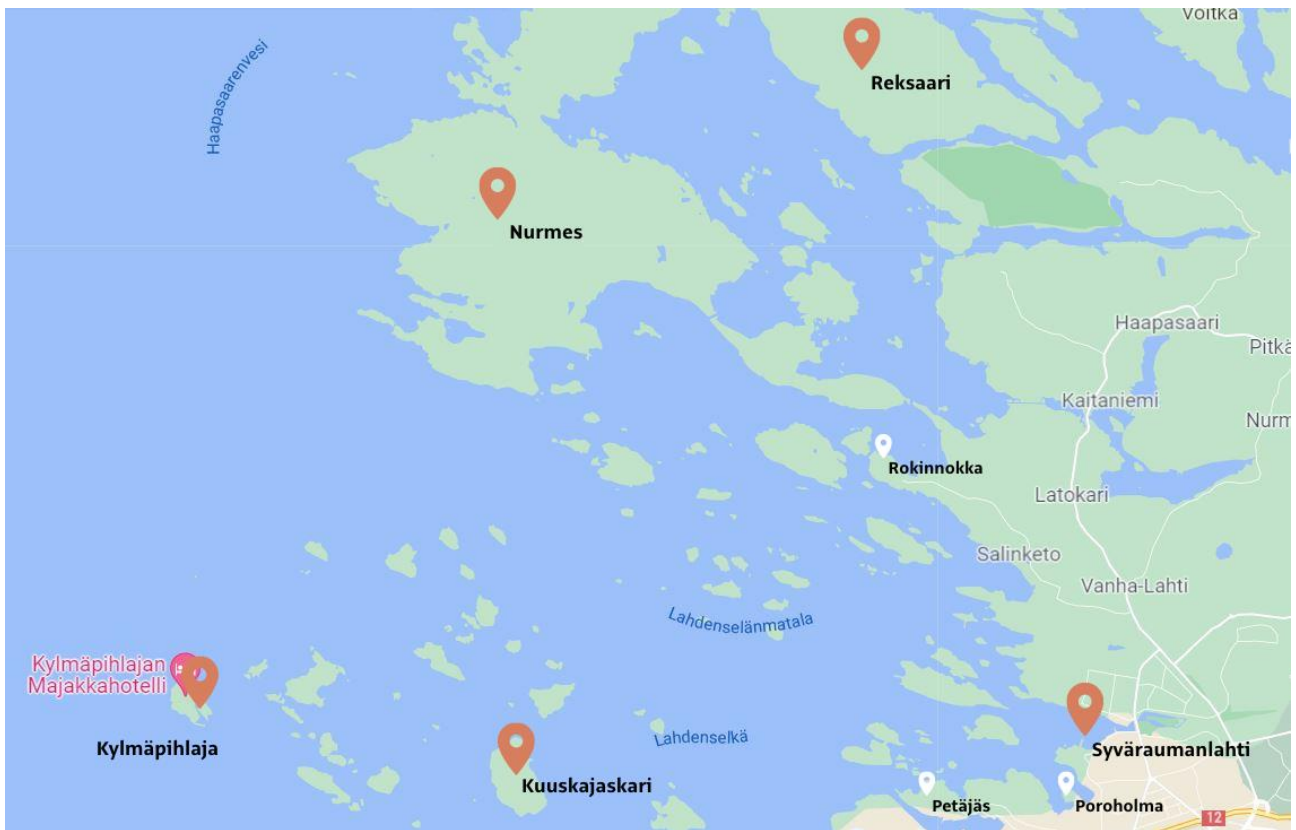 Voitka
Haapasaarenvesi
Reksaari
Nurmes
Haapasaari
Pitkä
Kaitaniemi
Nurm
Rokinnokka
Latokari
Salinketo
Vanha-Lahti
Lahdenselänmatala
Kylmäpihlajan
Majakkahotelli
Kylmäpihlaja
Lahdenselkä
Syväraumanlahti
Kuuskajaskari
Petäjäs
Poroholma
12